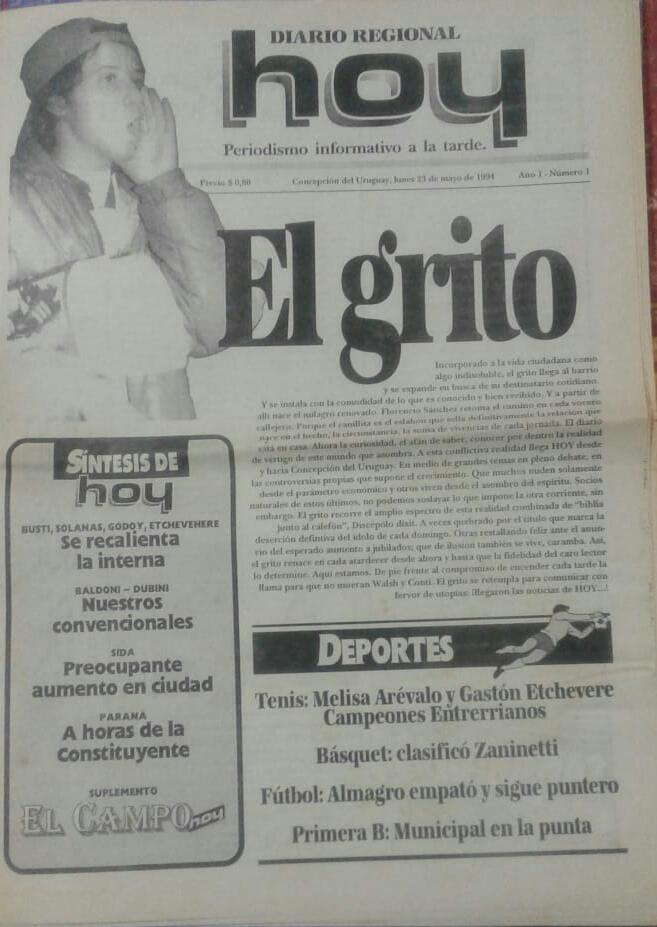 DIARIO REGIONAL
hoy
Periodismo informativo a la tarde.
Precio $ 0,80 Concepción del Uruguay, lunes 23 de mayo de 1994 Año 1 - Número 1
El grito
Incorporado a la vida ciudadana como
algo indisoluble, el grito llega al barrio
y se expande en busca de su destinatario cotidiano.
Y se instala con la comodidad de lo que es conocido y bien recibido. Y a partir de
allí nace el milagro renovado. Florencio Sánchez retoma el camino en cada voceo
callejero. Porque el canillita es el eslabón que sella definitivamente la relación que
nace en el hecho, la circunstancia, la suma de vivencias de cada jornada. El diario
está en casa. Ahora la curiosidad, el afán de saber, conocer por dentro la realidad
de vértigo de este mundo que asombra. A esta conflictiva realidad llega HOY desde
y hacia Concepción del Uruguay. En medio de grandes temas en pleno debate, en
las controversias propias que supone el crecimiento. Que muchos miden solamente
desde el parámetro económico y otros viven desde el asombro del espíritu. Socios
naturales de estos últimos, no podemos soslayar lo que impone la otra corriente, sin
embargo. El grito recorre el amplio espectro de esta realidad combinada de "biblia
junto al calefón", Discépolo dixit. A veces quebrado por el título que marca la
deserción definitiva del ídolo de cada domingo. Otras restallando feliz ante el anun-
cio del esperado aumento a jubilados; que de ilusión también se vive, caramba. Así,
el grito renace en cada atardecer desde ahora y hasta que la fidelidad del caro lector
lo determine. Aquí estamos. De pie frente al compromiso de encender cada tarde la
llama para que no mueran Walsh y Conti. El grito se retempla para comunicar con
fervor de utopías: ¡llegaron las noticias de HOY...!
SÍNTESIS DE
hoy
BUSTI, SOLANAS, GODOY, ETCHEVEHERE
Se recalienta
la interna
BALDONI - DUBINI
Nuestros
convencionales
SIDA
Preocupante
aumento en ciudad
PARANÁ
A horas de la
Constituyente
SUPLEMENTO
EL CAMPO hoy
DEPORTES
Tenis: Melisa Arévalo y Gastón Etchevere
Campeones Entrerrianos
Básquet: clasificó Zaninetti
Fútbol: Almagro empató y sigue puntero
Primera B: Municipal en la punta